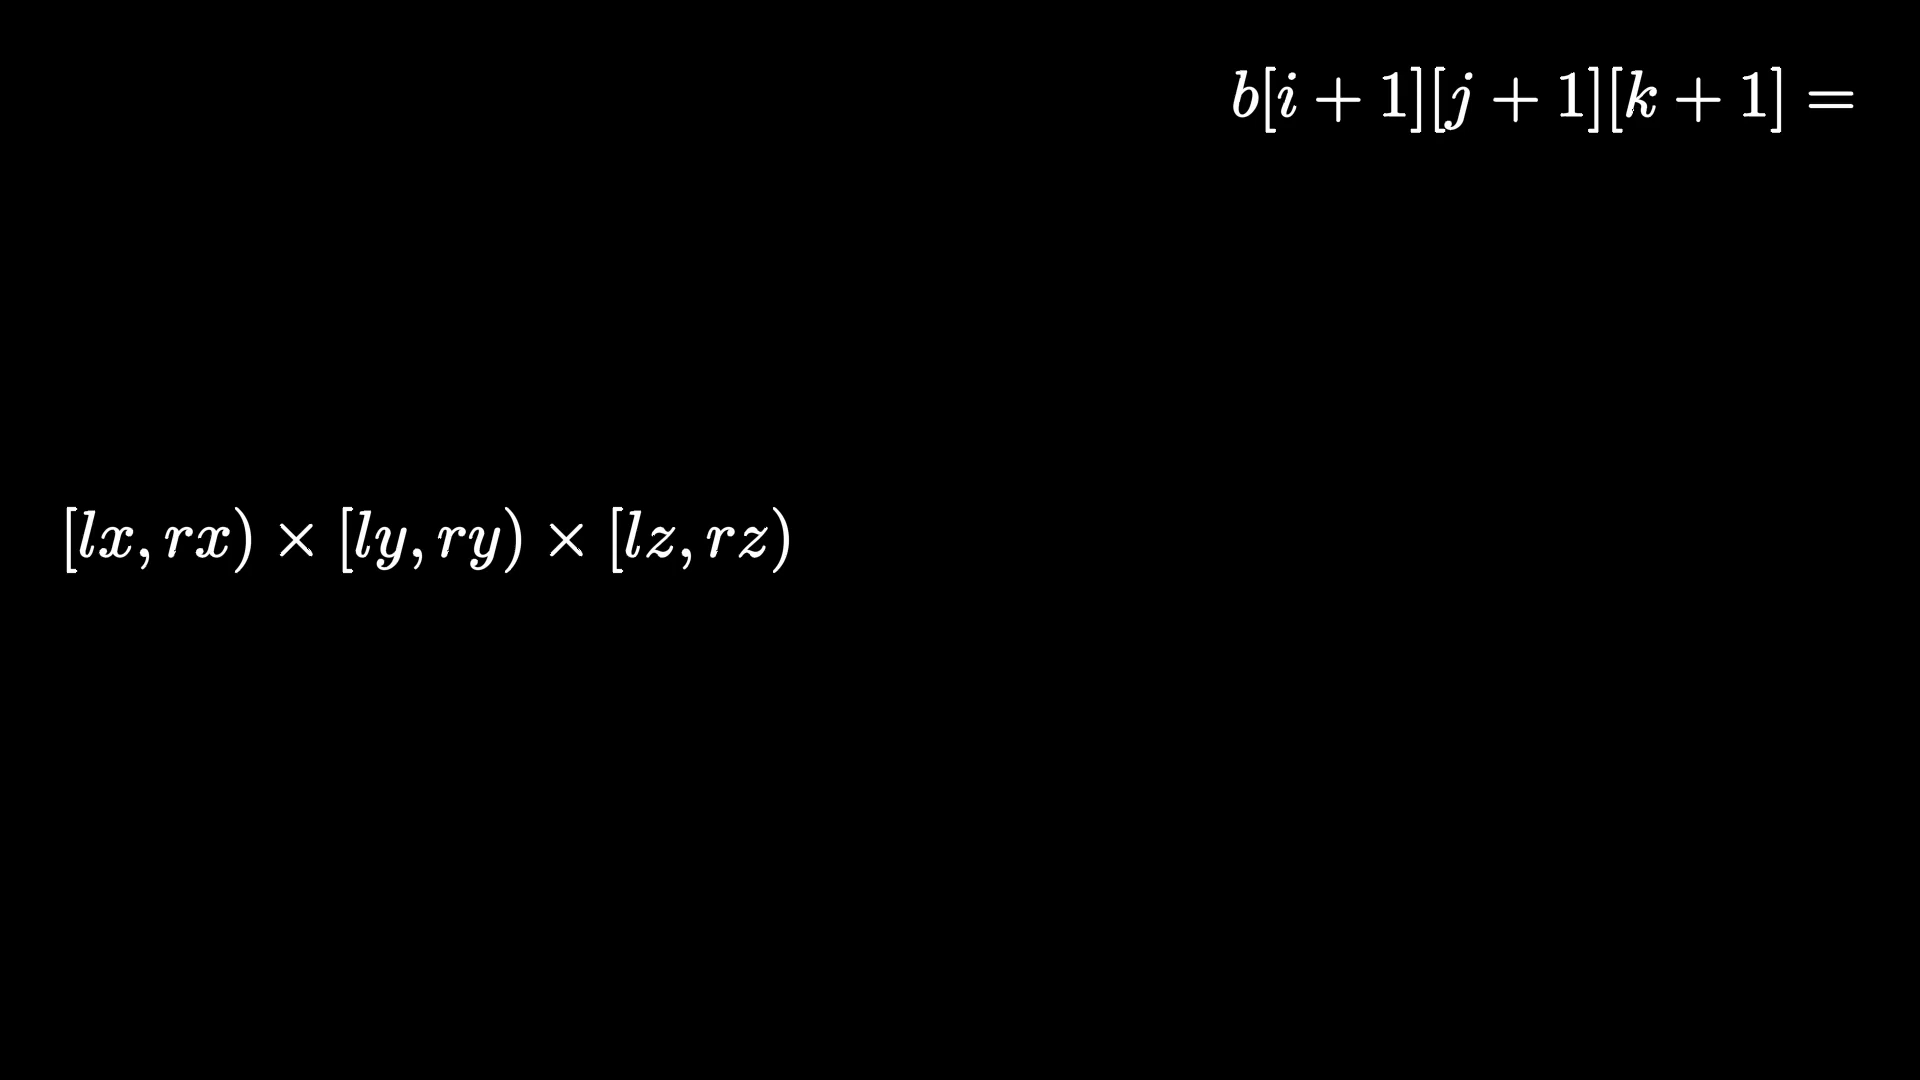 b[i + 1][j + 1][k + 1] =
[lx, rx) × [ly, ry) × [lz, rz)